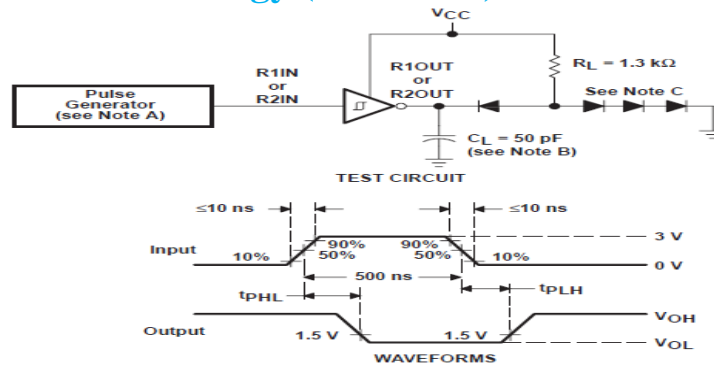 VCC
R1IN
or
R2IN
R1OUT
or
R2OUT
RL = 1.3 kΩ
Pulse
Generator
(see Note A)
See Note C
CL = 50 pF
(see Note B)
TEST CIRCUIT
≤10 ns
≤10 ns
Input
10%
90%
50%
90%
50%
10%
3 V
0 V
500 ns
tPHL
tPLH
Output
1.5 V
1.5 V
VOH
VOL
WAVEFORMS